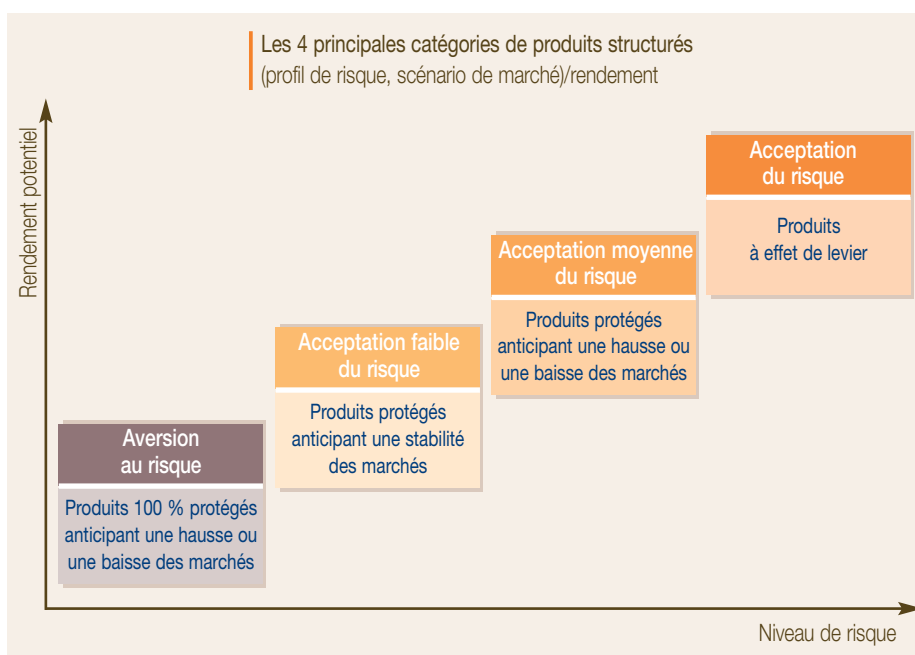 Les 4 principales catégories de produits structurés
(profil de risque, scénario de marché)/rendement
Rendement potentiel
Acceptation
du risque
Produits
à effet de levier
Acceptation moyenne
du risque
Produits protégés
anticipant une hausse ou
une baisse des marchés
Acceptation faible
du risque
Produits protégés
anticipant une stabilité
des marchés
Aversion
au risque
Produits 100 % protégés
anticipant une hausse ou
une baisse des marchés
Niveau de risque